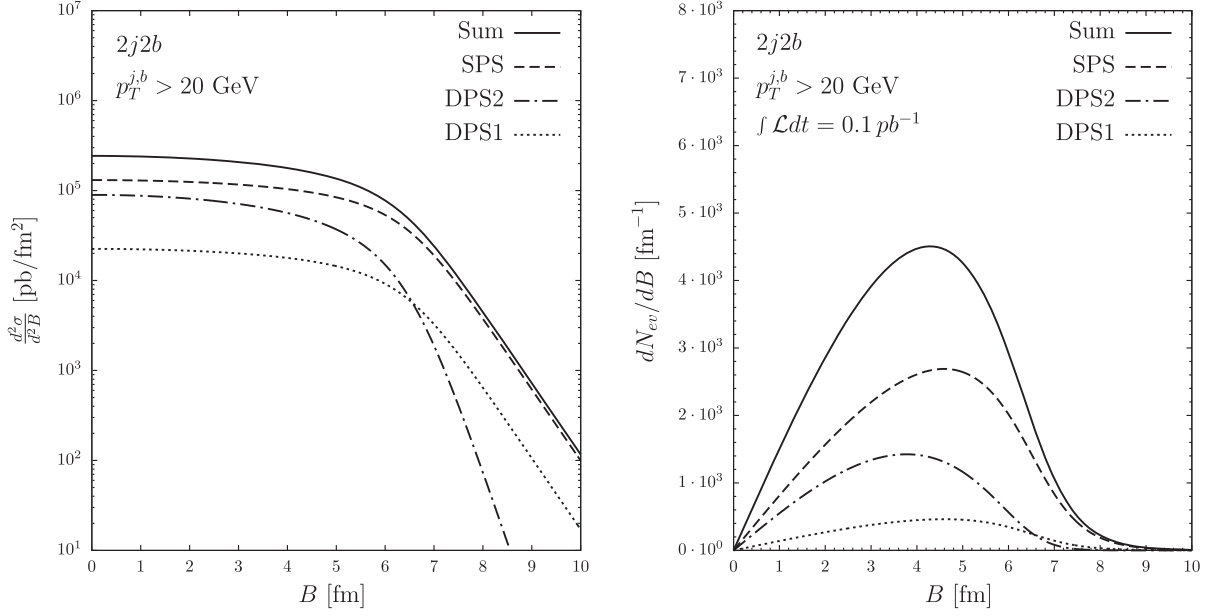 10^7
10^6
10^5
10^4
10^3
10^2
10^1
d²σ/d²B [pb/fm²]
2j2b
p_T^{j,b} > 20 GeV
Sum
SPS
DPS2
DPS1
0 1 2 3 4 5 6 7 8 9 10
B [fm]
8 · 10^3
7 · 10^3
6 · 10^3
5 · 10^3
4 · 10^3
3 · 10^3
2 · 10^3
1 · 10^3
0 · 10^0
dN_{ev}/dB [fm^{−1}]
2j2b
p_T^{j,b} > 20 GeV
∫ ℒdt = 0.1 pb^{−1}
Sum
SPS
DPS2
DPS1
0 1 2 3 4 5 6 7 8 9 10
B [fm]